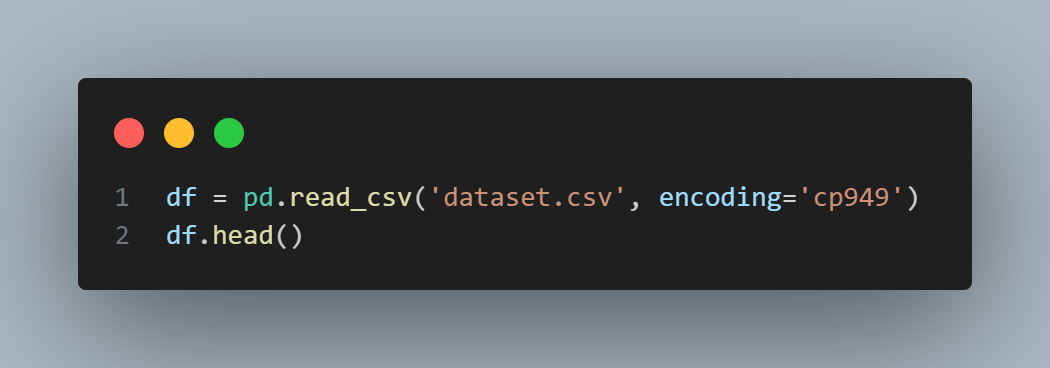 1 df = pd.read_csv('dataset.csv', encoding='cp949')
2 df.head()